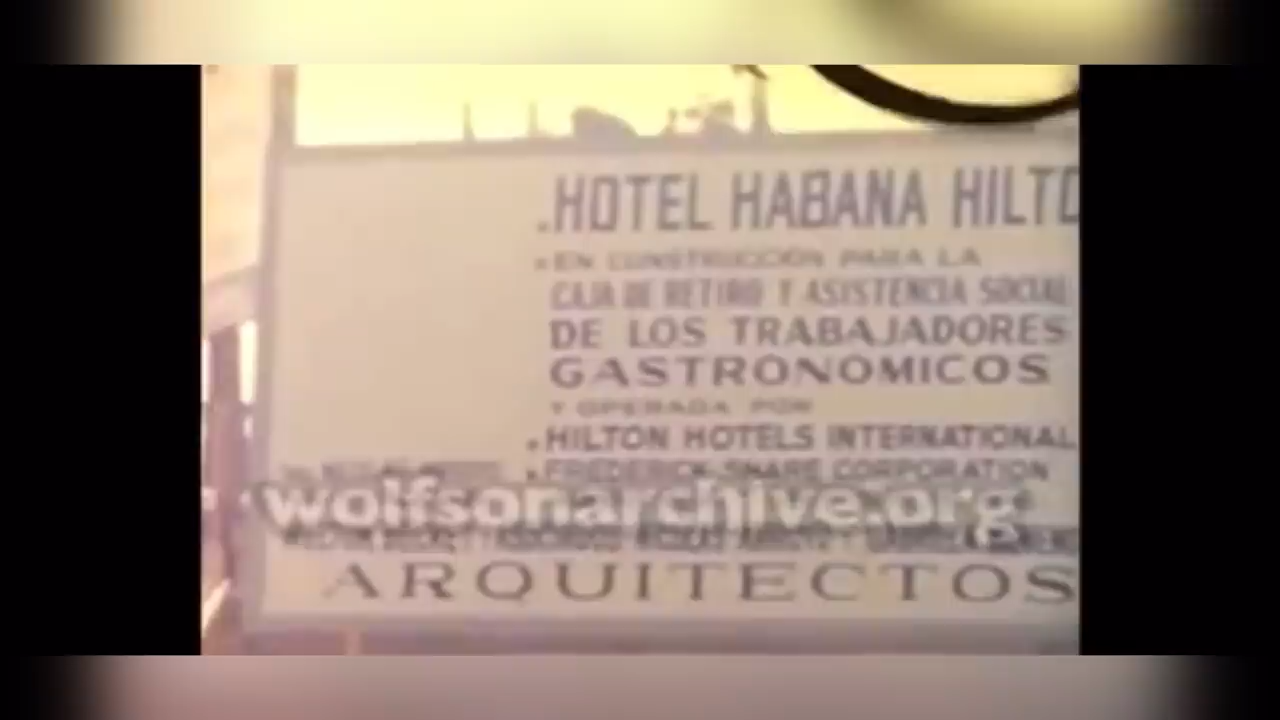 .HOTEL HABANA HILTO
EN CONSTRUCCION PARA LA
CAJA DE RETIRO Y ASISTENCIA SOCIAL
DE LOS TRABAJADORES
GASTRONOMICOS
Y OPERADA POR
.HILTON HOTELS INTERNATIONAL
.FREDERICK-SNARE CORPORATION
wolfsonarchive.org
ARQUITECTOS